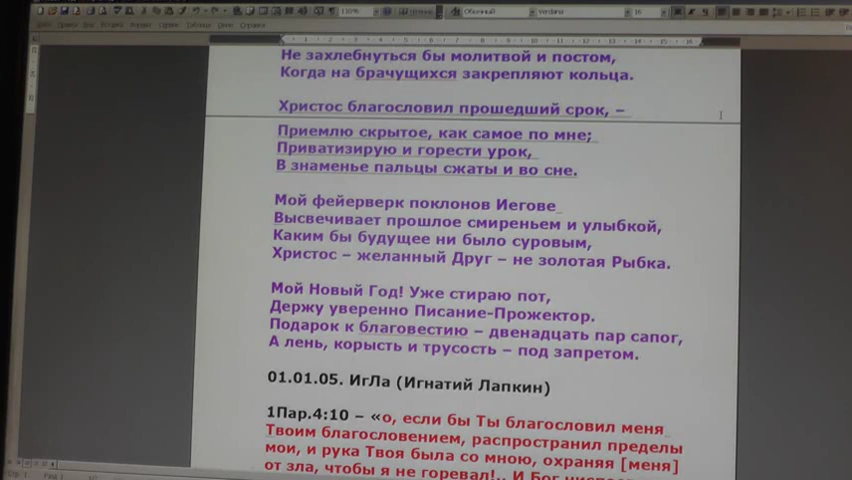 Обычный
Verdana
16
110%
Не захлебнуться бы молитвой и постом,
Когда на брачущихся закрепляют кольца.
Христос благословил прошедший срок, –
Приемлю скрытое, как самое по мне;
Приватизирую и горести урок,
В знаменье пальцы сжаты и во сне.
Мой фейерверк поклонов Иегове
Высвечивает прошлое смиреньем и улыбкой,
Каким бы будущее ни было суровым,
Христос – желанный Друг – не золотая Рыбка.
Мой Новый Год! Уже стираю пот,
Держу уверенно Писание-Прожектор.
Подарок к благовестию – двенадцать пар сапог,
А лень, корысть и трусость – под запретом.
01.01.05. ИгЛа (Игнатий Лапкин)
1Пар.4:10 – «о, если бы Ты благословил меня
Твоим благословением, распространил пределы
мои, и рука Твоя была со мною, охраняя [меня]
от зла, чтобы я не горевал!.. И Бог